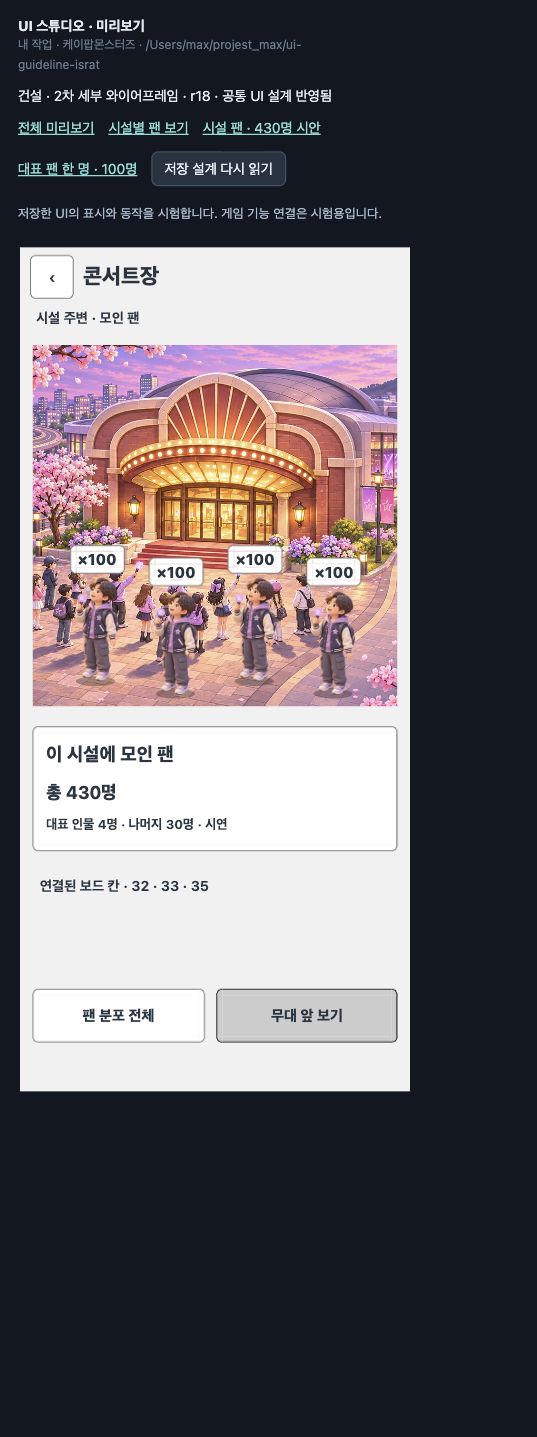 UI 스튜디오 · 미리보기
내 작업 · 케이팝몬스터즈 · /Users/max/projest_max/ui-
guideline-israt
건설 · 2차 세부 와이어프레임 · r18 · 공통 UI 설계 반영됨
전체 미리보기 시설별 팬 보기 시설 팬 · 430명 시안
대표 팬 한 명 · 100명 저장 설계 다시 읽기
저장한 UI의 표시와 동작을 시험합니다. 게임 기능 연결은 시험용입니다.
‹ 콘서트장
시설 주변 · 모인 팬
×100 ×100 ×100 ×100
이 시설에 모인 팬
총 430명
대표 인물 4명 · 나머지 30명 · 시연
연결된 보드 칸 · 32 · 33 · 35
팬 분포 전체 무대 앞 보기